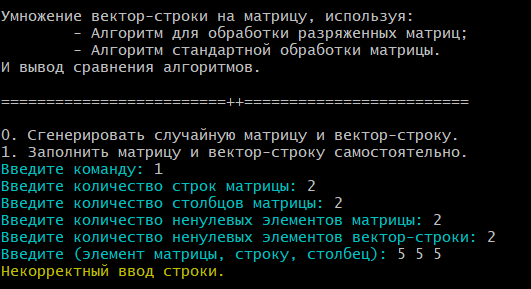 Умножение вектор-строки на матрицу, используя:
- Алгоритм для обработки разряженных матриц;
- Алгоритм стандартной обработки матрицы.
И вывод сравнения алгоритмов.
=========================++=========================
0. Сгенерировать случайную матрицу и вектор-строку.
1. Заполнить матрицу и вектор-строку самостоятельно.
Введите команду: 1
Введите количество строк матрицы: 2
Введите количество столбцов матрицы: 2
Введите количество ненулевых элементов матрицы: 2
Введите количество ненулевых элементов вектор-строки: 2
Введите (элемент матрицы, строку, столбец): 5 5 5
Некорректный ввод строки.